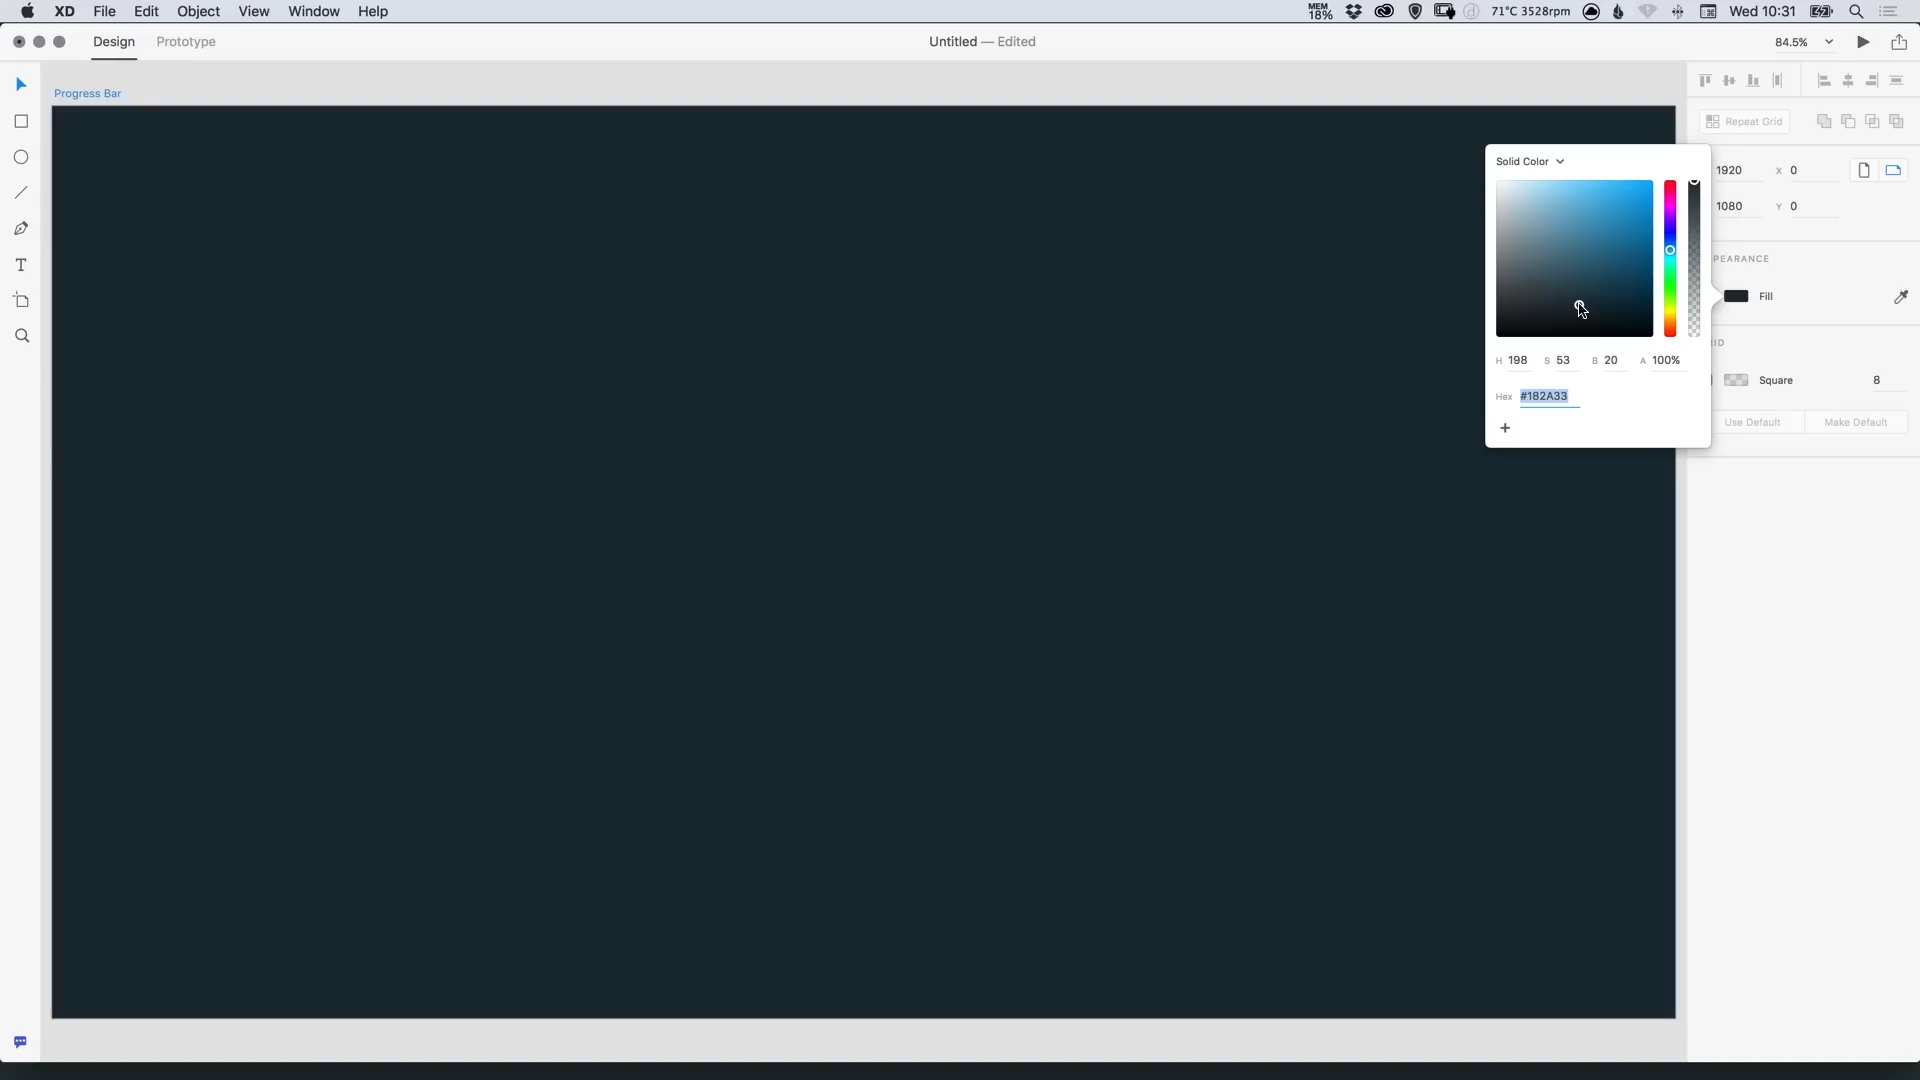 XD File Edit Object View Window Help MEM 18% 71°C 3528rpm Wed 10:31
Design Prototype Untitled — Edited 84.5%
Progress Bar
Repeat Grid
Solid Color
1920 X 0
1080 Y 0
PEARANCE
Fill
H 198 S 53 B 20 A 100%
ID
Square 8
Hex #182A33
Use Default Make Default
+